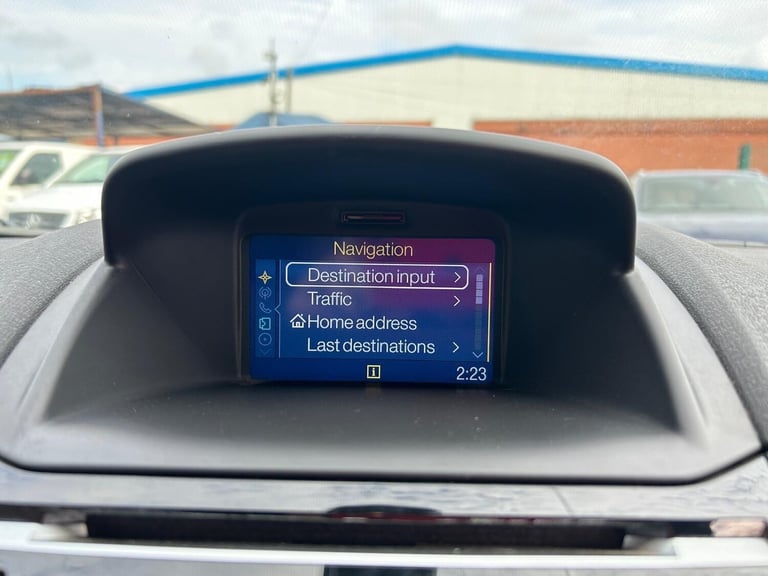 Navigation
Destination input
Traffic
Home address
Last destinations
i 2:23